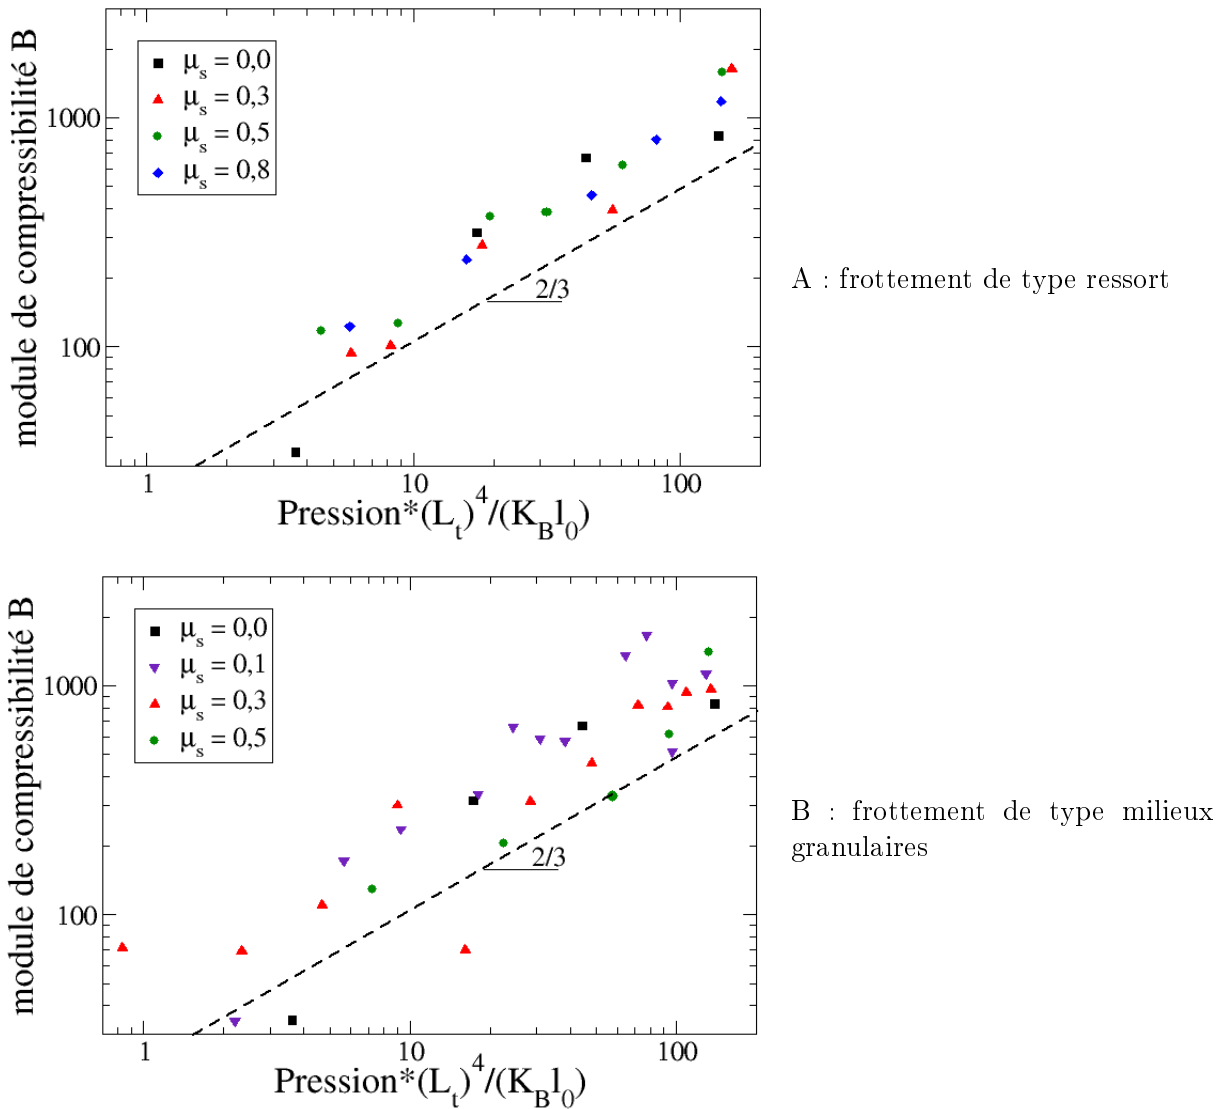 module de compressibilité B
1000
100
μs = 0,0
μs = 0,3
μs = 0,5
μs = 0,8
2/3
1 10 100
Pression*(Lt)4/(KBl0)
A : frottement de type ressort
module de compressibilité B
1000
100
μs = 0,0
μs = 0,1
μs = 0,3
μs = 0,5
2/3
1 10 100
Pression*(Lt)4/(KBl0)
B : frottement de type milieux
granulaires